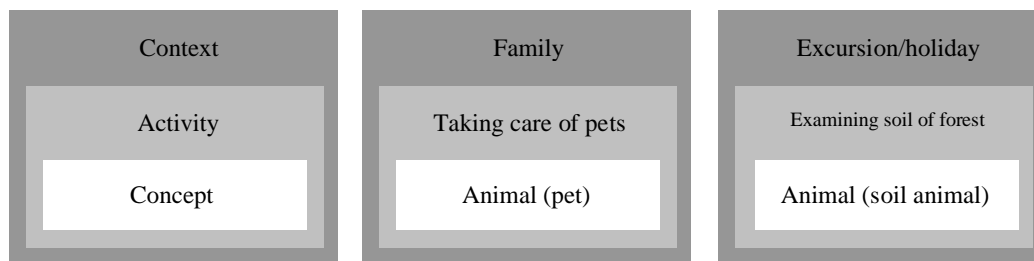 Context
Activity
Concept
Family
Taking care of pets
Animal (pet)
Excursion/holiday
Examining soil of forest
Animal (soil animal)